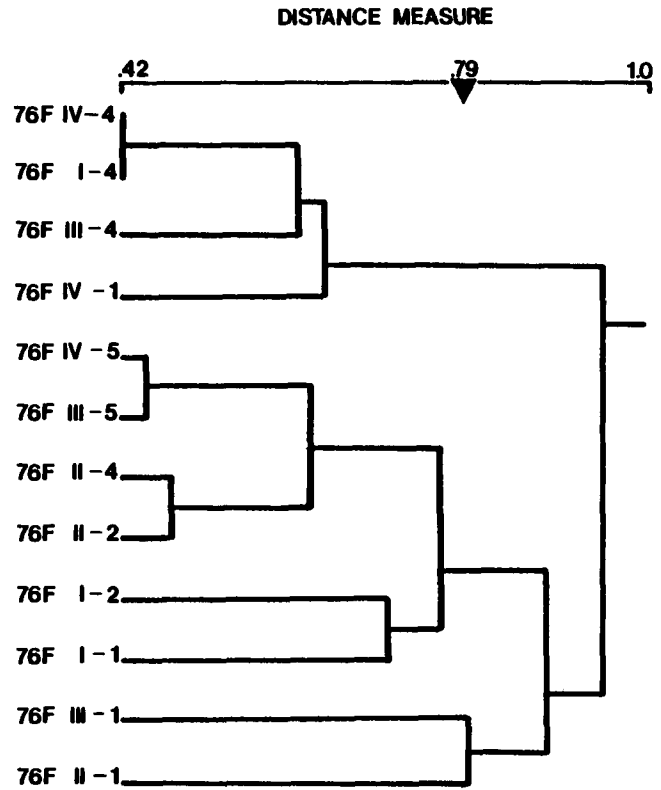 DISTANCE MEASURE
.42 .79 1.0
76F IV-4
76F I-4
76F III-4
76F IV-1
76F IV-5
76F III-5
76F II-4
76F II-2
76F I-2
76F I-1
76F III-1
76F II-1